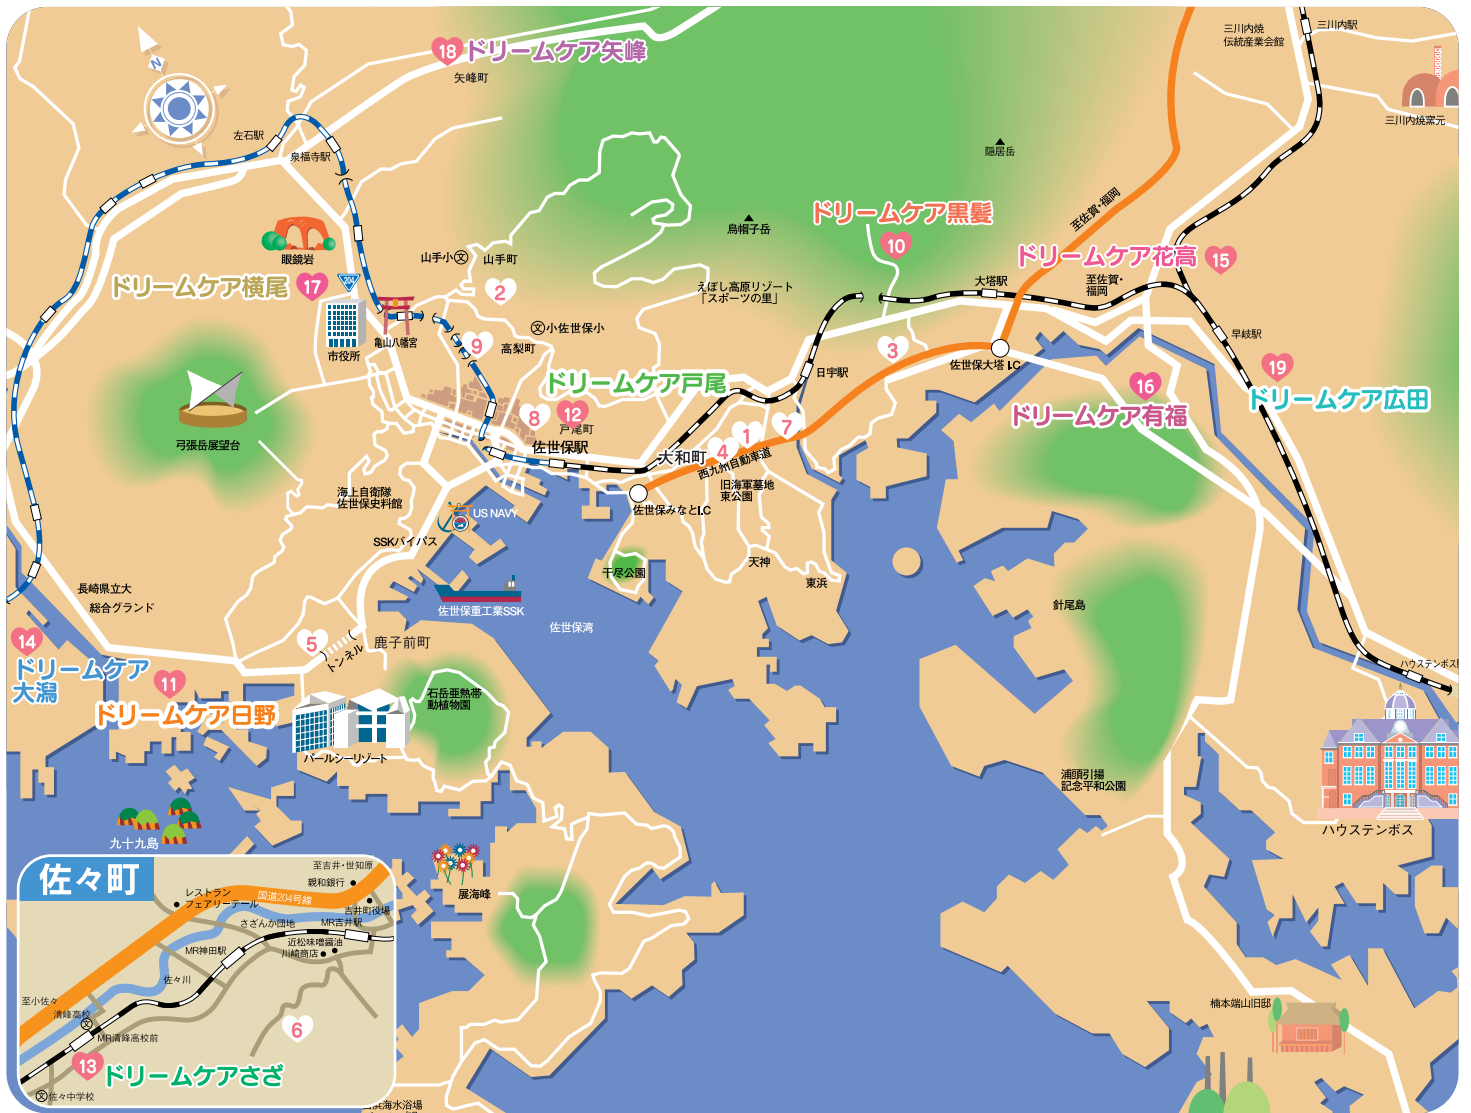 三川内焼
伝統産業会館
三川内駅
18
ドリームケア矢峰
矢峰町
N
三川内焼窯元
左石駅
泉福寺駅
隠居岳
至佐賀・福岡
ドリームケア黒髪
10
烏帽子岳
眼鏡岩
山手小
文
山手町
ドリームケア花高
15
ドリームケア横尾
17
204
2
えぼし高原リゾート
「スポーツの里」
大塔駅
至佐賀・
福岡
市役所
亀山八幡宮
文
小佐世保小
9
高梨町
3
早岐駅
佐世保大塔 I.C
日宇駅
19
ドリームケア広田
ドリームケア戸尾
16
ドリームケア有福
8
12
戸尾町
弓張岳展望台
佐世保駅
1
7
4
大和町
西九州自動車道
海上自衛隊
佐世保史料館
旧海軍墓地
東公園
US NAVY
佐世保みなとI.C
SSKバイパス
天神
東浜
干尽公園
長崎県立大
総合グランド
佐世保重工業SSK
佐世保湾
針尾島
14
ドリームケア
大潟
5
トンネル
鹿子前町
ハウステンボス駅
11
ドリームケア日野
石岳亜熱帯
動植物園
パールシーリゾート
浦頭引揚
記念平和公園
ハウステンボス
九十九島
展海峰
佐々町
至吉井・世知原
親和銀行
レストラン
フェアリーテール
国道204号線
吉井町役場
さざんか団地
MR吉井駅
MR神田駅
近松味噌醤油
川崎商店
佐々川
至小佐々
清峰高校
文
MR清峰高校前
6
13
ドリームケアさざ
文
佐々中学校
楠本端山旧邸
浜海水浴場